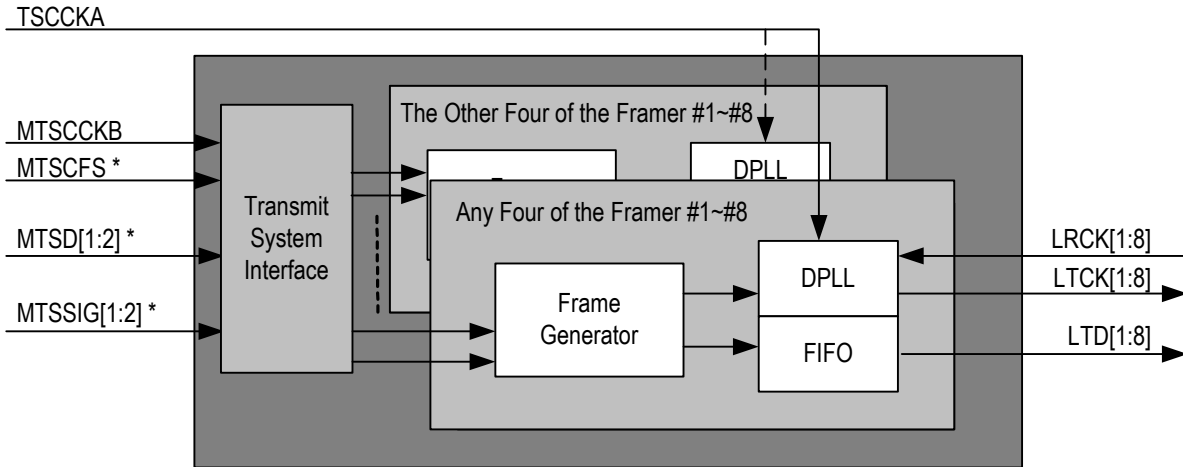 TSCCKA
The Other Four of the Framer #1~#8
MTSCCKB
MTSCFS *
DPLL
Any Four of the Framer #1~#8
Transmit
System
Interface
MTSD[1:2] *
LRCK[1:8]
DPLL
LTCK[1:8]
Frame
Generator
MTSSIG[1:2] *
FIFO
LTD[1:8]